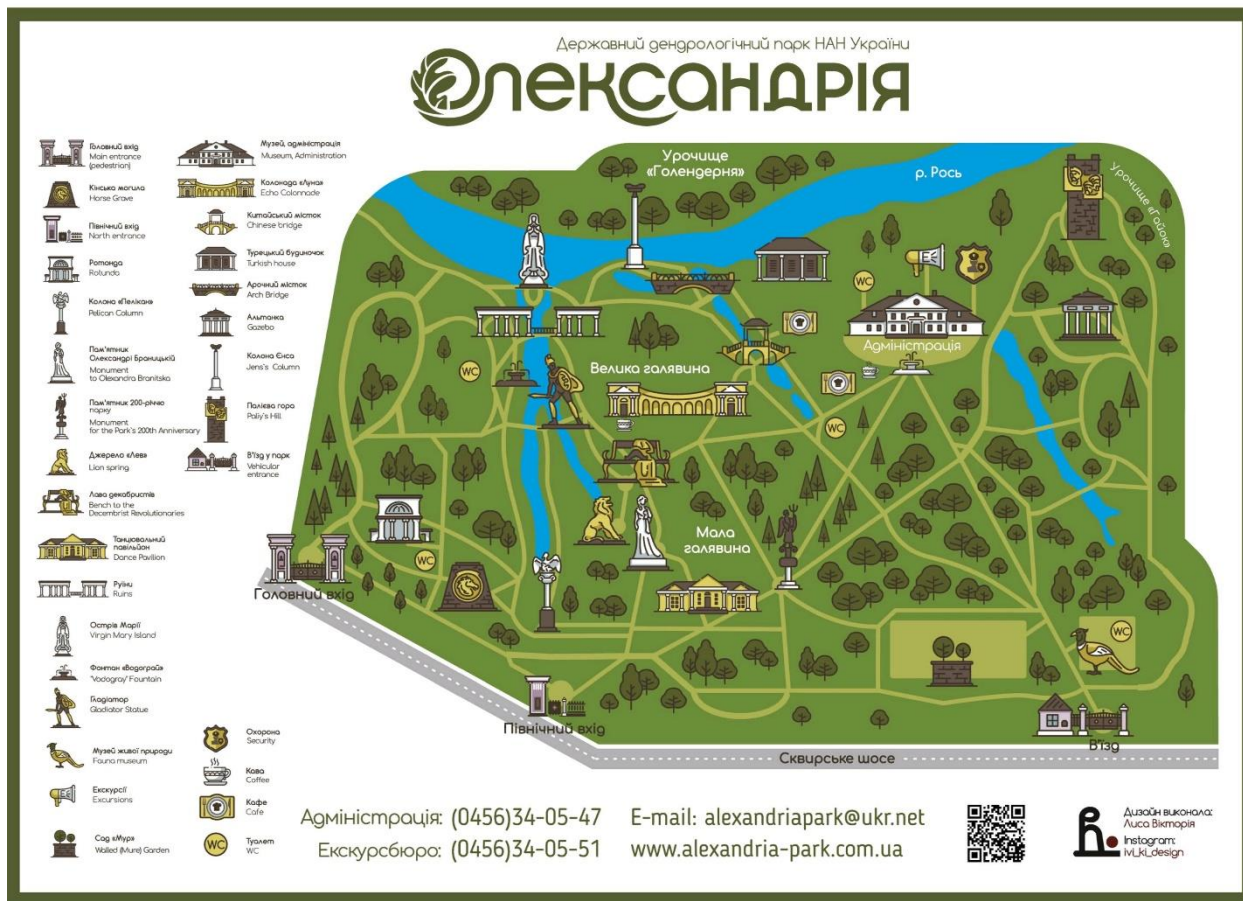 Державний дендрологічний парк НАН України
Олександрія
Головний вхід
Main entrance
(pedestrian)
Кінська могила
Horse Grave
Північний вхід
North entrance
Ротонда
Rotunda
Колона «Пелікан»
Pelican Column
Пам'ятник
Олександрі Браницькій
Monument
to Olexandra Branitska
Пам'ятник 200-річчю
парку
Monument
for the Park's 200th Anniversary
Джерело «Лев»
Lion spring
Лава декабристів
Bench to the
Decembrist Revolutionaries
Танцювальний
павільйон
Dance Pavilion
Руїни
Ruins
Острів Марії
Virgin Mary Island
Фонтан «Водограй»
"Vodogray" Fountain
Гладіатор
Gladiator Statue
Музей живої природи
Fauna museum
Екскурсії
Excursions
Сад «Мур»
Walled (Mure) Garden
Музей, адміністрація
Museum, Administration
Колонада «Луна»
Echo Colonnade
Китайський місток
Chinese bridge
Турецький будиночок
Turkish house
Арочний місток
Arch Bridge
Альтанка
Gazebo
Колона Єнса
Jens's Column
Палієва гора
Paliy's Hill
В'їзд у парк
Vehicular
entrance
Охорона
Security
Кава
Coffee
Кафе
Cafe
WC
Туалет
WC
Урочище
«Голендерня»
р. Рось
Урочище «Гайок»
WC
Адміністрація
WC
Велика галявина
WC
Мала
галявина
WC
Головний вхід
WC
Північний вхід
В'їзд
Сквирське шосе
Адміністрація: (0456)34-05-47
Екскурсбюро: (0456)34-05-51
E-mail: alexandriapark@ukr.net
www.alexandria-park.com.ua
Дизайн виконала:
Лиса Вікторія
Instagram:
ivi_ki_design